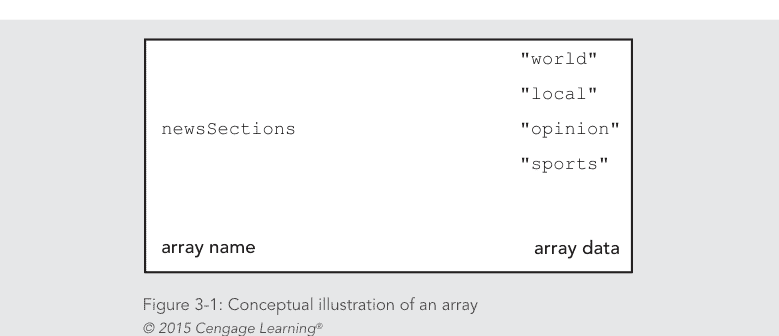 "world"
"local"
newsSections "opinion"
"sports"
array name array data
Figure 3-1: Conceptual illustration of an array
© 2015 Cengage Learning®